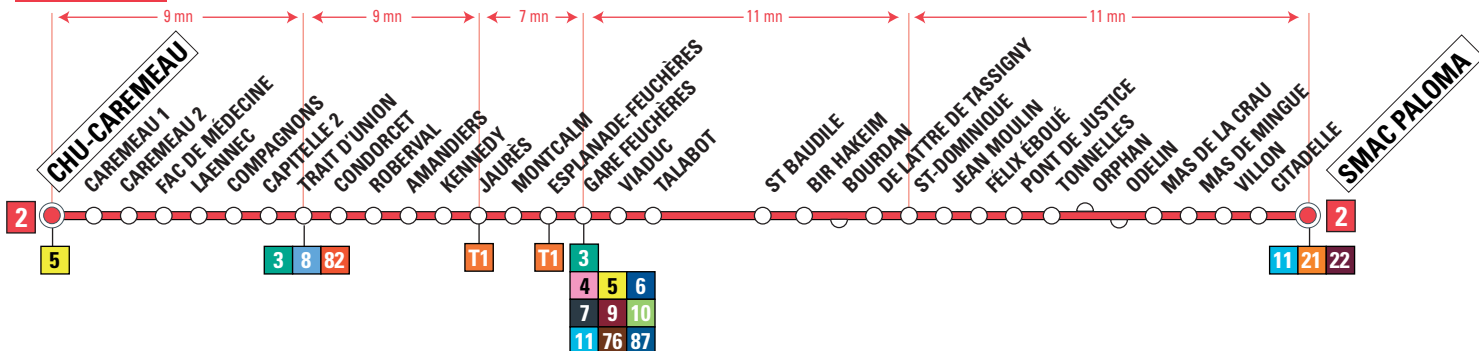 9 mn
9 mn
7 mn
11 mn
11 mn
CHU-CAREMEAU
CAREMEAU 1
CAREMEAU 2
FAC DE MÉDECINE
LAENNEC
COMPAGNONS
CAPITELLE 2
TRAIT D'UNION
CONDORCET
ROBERVAL
AMANDIERS
KENNEDY
JAURÈS
MONTCALM
ESPLANADE-FEUCHÈRES
GARE FEUCHÈRES
VIADUC
TALABOT
ST BAUDILE
BIR HAKEIM
BOURDAN
DE LATTRE DE TASSIGNY
ST-DOMINIQUE
JEAN MOULIN
FÉLIX ÉBOUÉ
PONT DE JUSTICE
TONNELLES
ORPHAN
ODELIN
MAS DE LA CRAU
MAS DE MINGUE
VILLON
CITADELLE
SMAC PALOMA
2
2
5
3 8 82
T1
T1
3
4 5 6
7 9 10
11 76 87
11 21 22